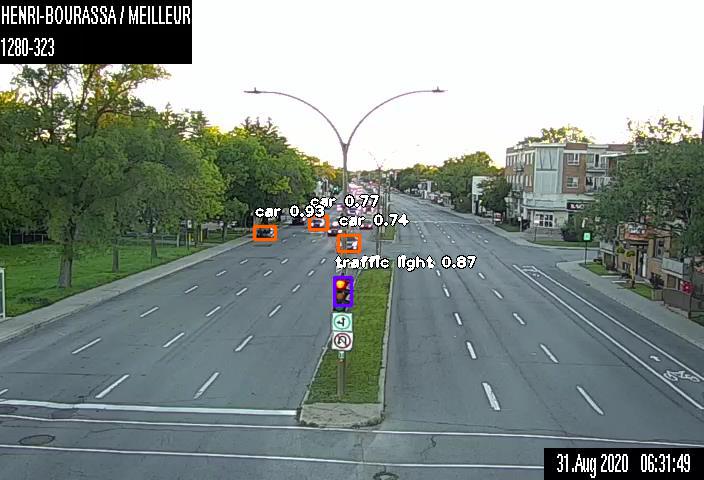 HENRI-BOURASSA / MEILLEUR
1280-323
car 0.77
car 0.93
car 0.74
traffic light 0.87
31.Aug 2020 06:31:49